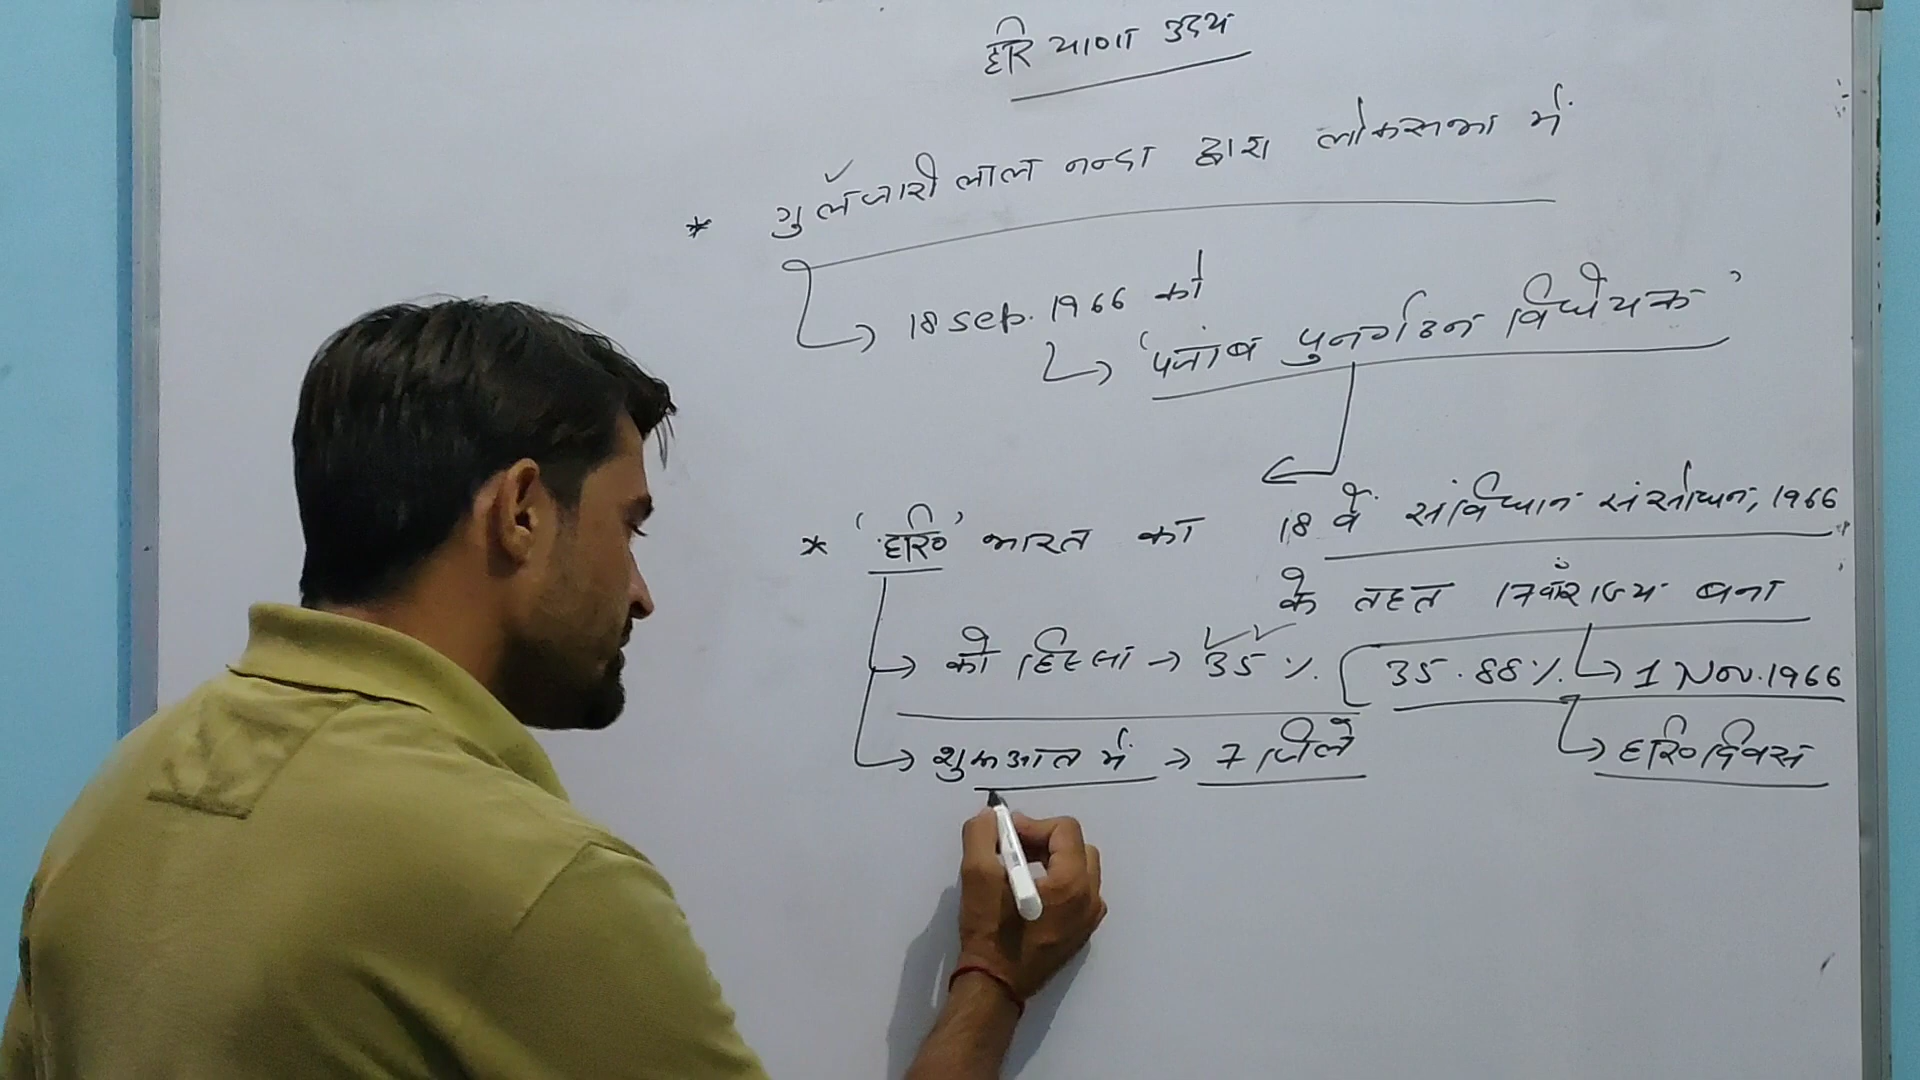 हरियाणा उदय
* गुलजारी लाल नन्दा द्वारा लोकसभा में
→ 18 Sep. 1966 को
→ 'पंजाब पुनर्गठन विधेयक'
* 'हरि०' भारत का 18 वें संविधान संसोधन, 1966
के तहत 17वाँ राज्य बना
→ को हिस्सा → 35 %. ( 35.88%.
→ 1 Nov. 1966
→ शुरूआत में → 7 जिले
→ हरि० दिवस